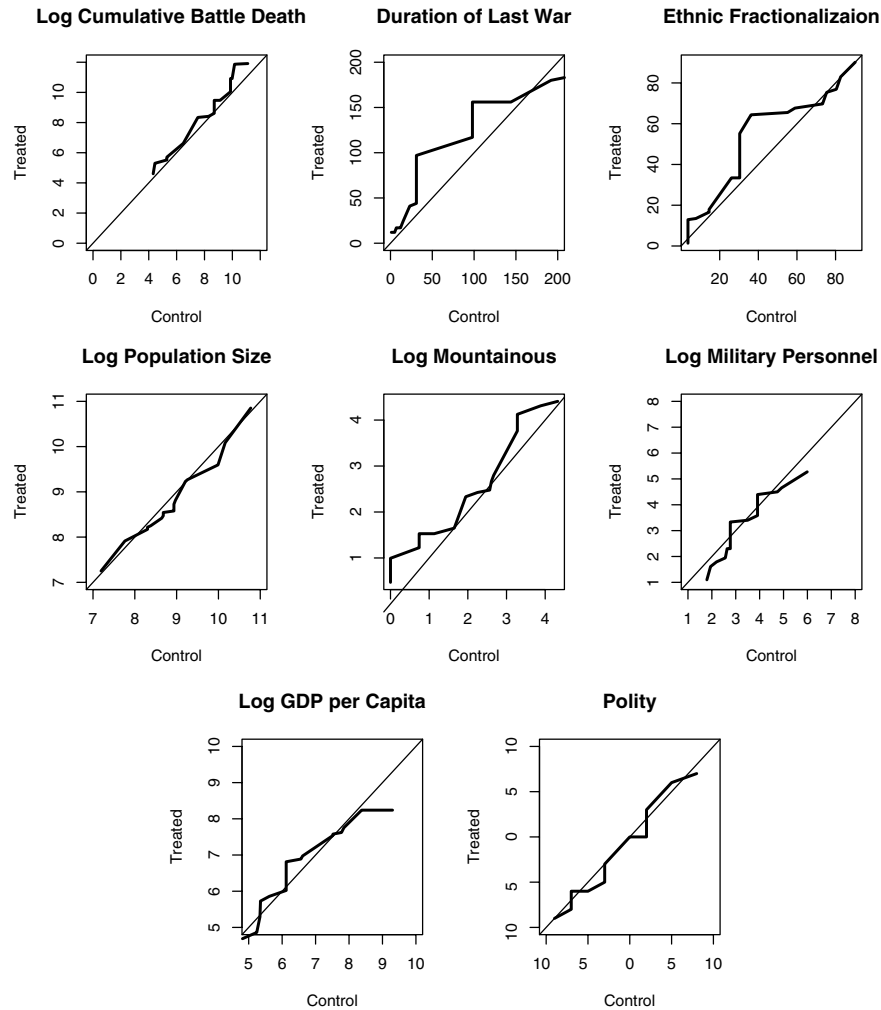 Log Cumulative Battle Death
Duration of Last War
Ethnic Fractionalizaion
Treated
0 2 4 6 8 10
0 2 4 6 8 10
Control
Treated
0 50 100 150 200
0 50 100 150 200
Control
Treated
0 20 40 60 80
20 40 60 80
Control
Log Population Size
Log Mountainous
Log Military Personnel
Treated
7 8 9 10 11
7 8 9 10 11
Control
Treated
1 2 3 4
0 1 2 3 4
Control
Treated
1 2 3 4 5 6 7 8
1 2 3 4 5 6 7 8
Control
Log GDP per Capita
Polity
Treated
5 6 7 8 9 10
5 6 7 8 9 10
Control
Treated
10 5 0 5 10
10 5 0 5 10
Control